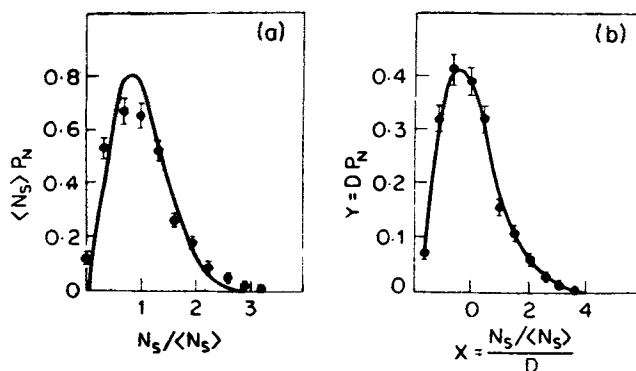 (a)
⟨N_S⟩ P_N
0·8
0·6
0·4
0·2
0
1
2
3
N_S/⟨N_S⟩
(b)
Y = D P_N
0·4
0·3
0·2
0·1
0
0
2
4
X = N_S/⟨N_S⟩
D